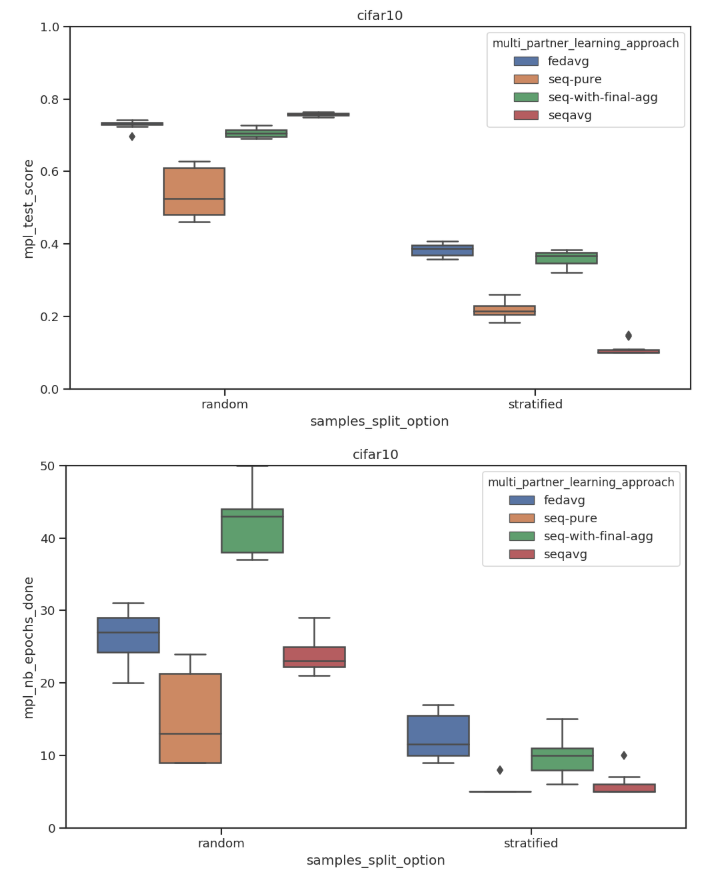 cifar10
1.0
0.8
0.6
0.4
0.2
0.0
mpl_test_score
multi_partner_learning_approach
fedavg
seq-pure
seq-with-final-agg
seqavg
random
stratified
samples_split_option
cifar10
50
40
30
20
10
0
mpl_nb_epochs_done
multi_partner_learning_approach
fedavg
seq-pure
seq-with-final-agg
seqavg
random
stratified
samples_split_option